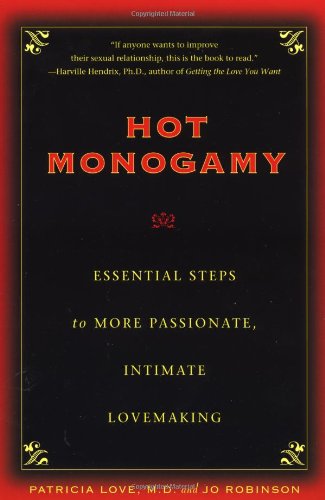 "If anyone wants to improve
their sexual relationship, this is the book to read."
—Harville Hendrix, Ph.D., author of Getting the Love You Want
HOT
MONOGAMY
ESSENTIAL STEPS
to MORE PASSIONATE,
INTIMATE
LOVEMAKING
PATRICIA LOVE, M.D. and JO ROBINSON